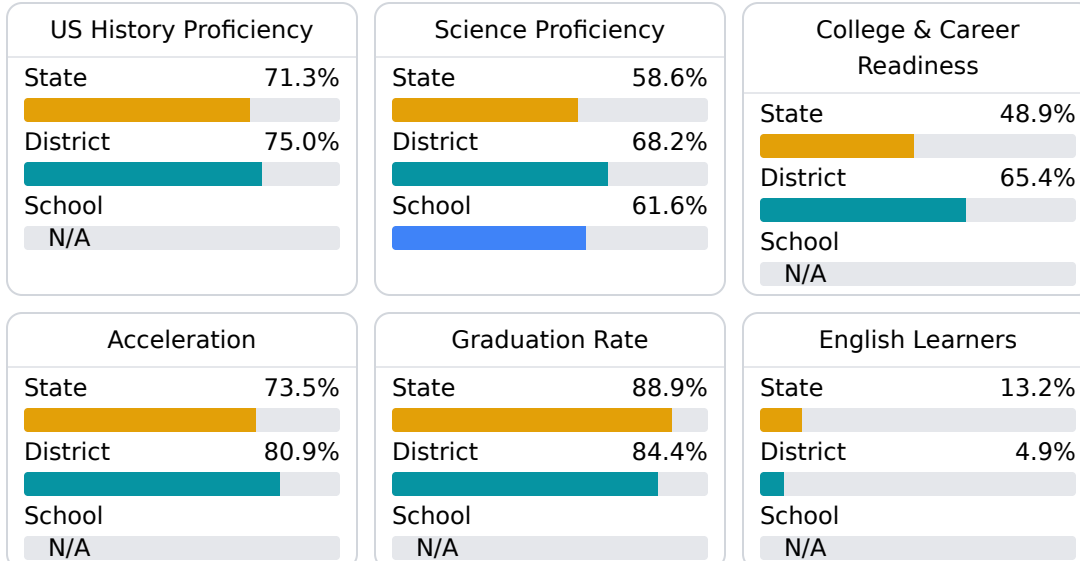 US History Proficiency
State 71.3%
District 75.0%
School
N/A
Science Proficiency
State 58.6%
District 68.2%
School 61.6%
College & Career
Readiness
State 48.9%
District 65.4%
School
N/A
Acceleration
State 73.5%
District 80.9%
School
N/A
Graduation Rate
State 88.9%
District 84.4%
School
N/A
English Learners
State 13.2%
District 4.9%
School
N/A